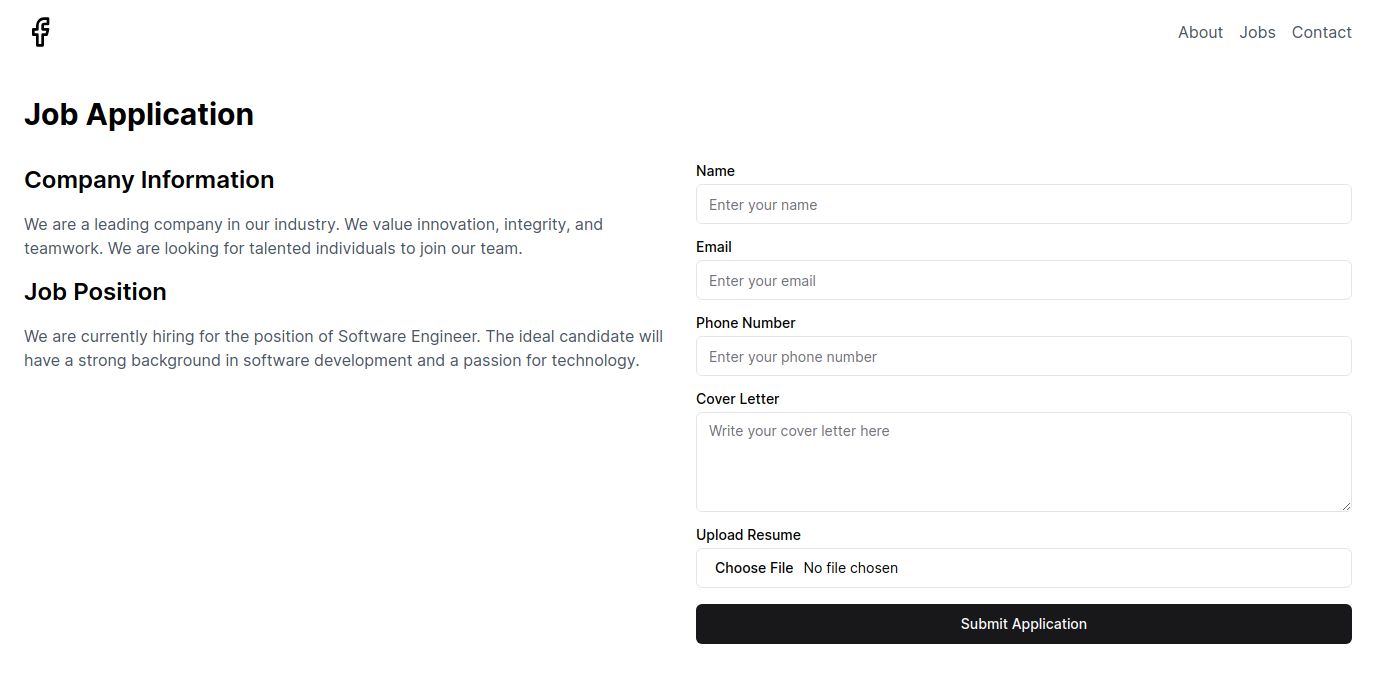 About Jobs Contact
Job Application
Company Information
We are a leading company in our industry. We value innovation, integrity, and
teamwork. We are looking for talented individuals to join our team.
Job Position
We are currently hiring for the position of Software Engineer. The ideal candidate will
have a strong background in software development and a passion for technology.
Name
Enter your name
Email
Enter your email
Phone Number
Enter your phone number
Cover Letter
Write your cover letter here
Upload Resume
Choose File No file chosen
Submit Application